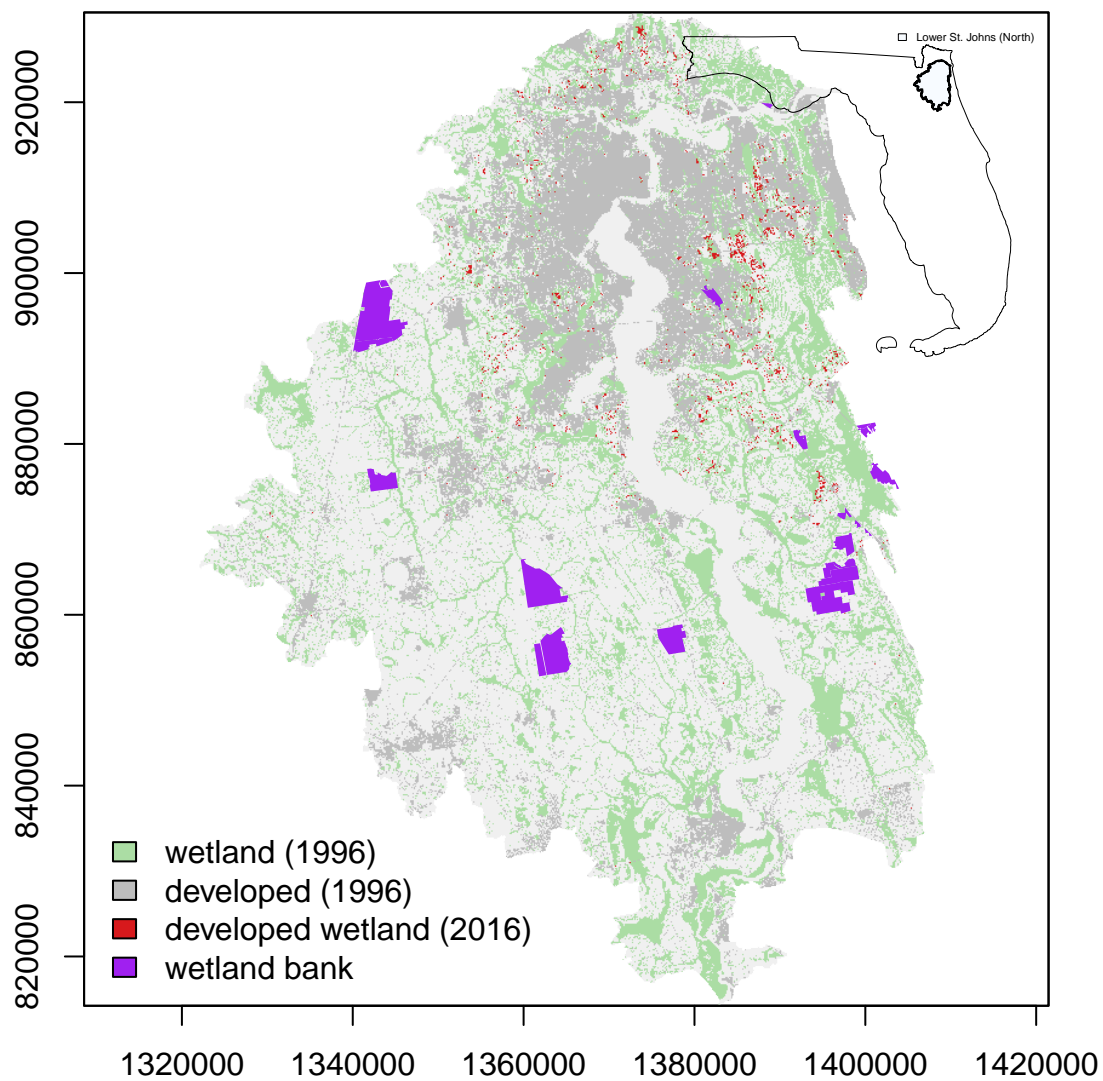 Lower St. Johns (North)
920000
900000
880000
860000
840000
820000
wetland (1996)
developed (1996)
developed wetland (2016)
wetland bank
1320000 1340000 1360000 1380000 1400000 1420000